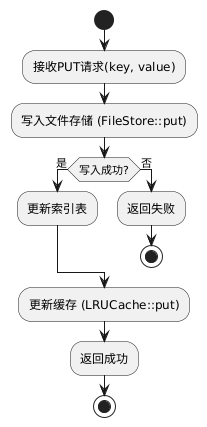 接收PUT请求(key, value)
写入文件存储 (FileStore::put)
写入成功?
是
否
更新索引表
返回失败
更新缓存 (LRUCache::put)
返回成功